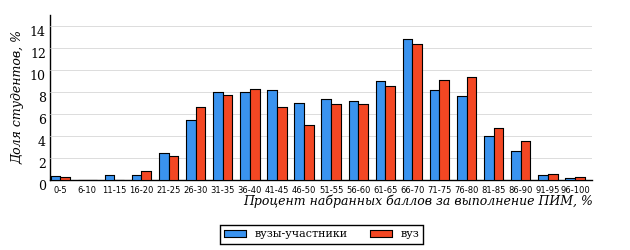 Доля студентов, %
14
12
10
8
6
4
2
0
0-5 6-10 11-15 16-20 21-25 26-30 31-35 36-40 41-45 46-50 51-55 56-60 61-65 66-70 71-75 76-80 81-85 86-90 91-95 96-100
Процент набранных баллов за выполнение ПИМ, %
вузы-участники вуз